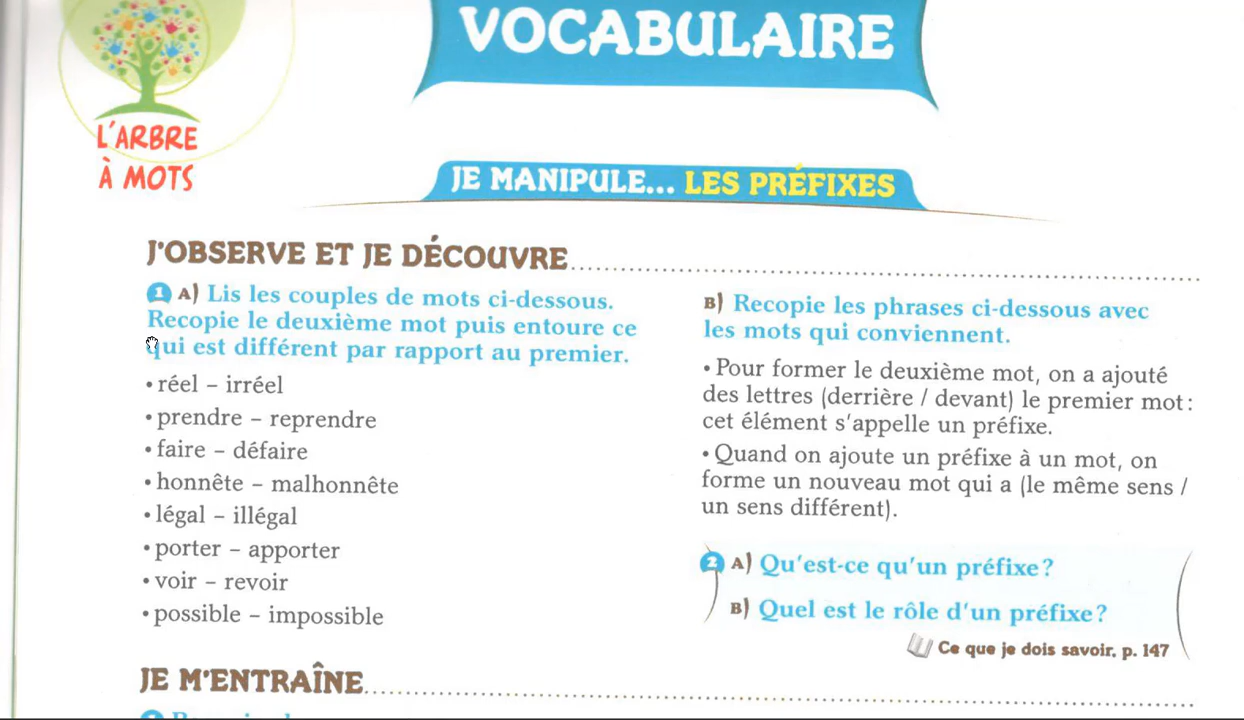 VOCABULAIRE
L'ARBRE
À MOTS
JE MANIPULE... LES PRÉFIXES
J'OBSERVE ET JE DÉCOUVRE
1 A) Lis les couples de mots ci-dessous.
Recopie le deuxième mot puis entoure ce
qui est différent par rapport au premier.
• réel – irréel
• prendre – reprendre
• faire – défaire
• honnête – malhonnête
• légal – illégal
• porter – apporter
• voir – revoir
• possible – impossible
B) Recopie les phrases ci-dessous avec
les mots qui conviennent.
• Pour former le deuxième mot, on a ajouté
des lettres (derrière / devant) le premier mot :
cet élément s'appelle un préfixe.
• Quand on ajoute un préfixe à un mot, on
forme un nouveau mot qui a (le même sens /
un sens différent).
2 A) Qu'est-ce qu'un préfixe ?
B) Quel est le rôle d'un préfixe ?
Ce que je dois savoir, p. 147
JE M'ENTRAÎNE